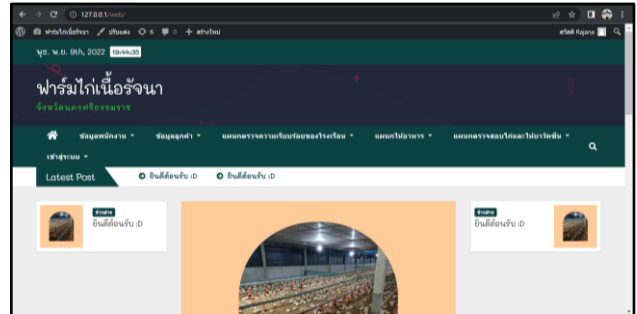 127.0.0.1/web/
ฟาร์มไก่เนื้อรัจนา ปรับแต่ง 6 0 + สร้างใหม่ สวัสดี Rajana
พุธ. พ.ย. 9th, 2022 19:44:35
ฟาร์มไก่เนื้อรัจนา
จังหวัดนครศรีธรรมราช
ข้อมูลพนักงาน ข้อมูลลูกค้า แผนกตรวจความเรียบร้อยของโรงเรือน แผนกให้อาหาร แผนกตรวจสอบไก่และให้วัคซีน
เข้าสู่ระบบ
Latest Post ยินดีต้อนรับ :D ยินดีต้อนรับ :D
ข่าวสาร
ยินดีต้อนรับ :D
ข่าวสาร
ยินดีต้อนรับ :D